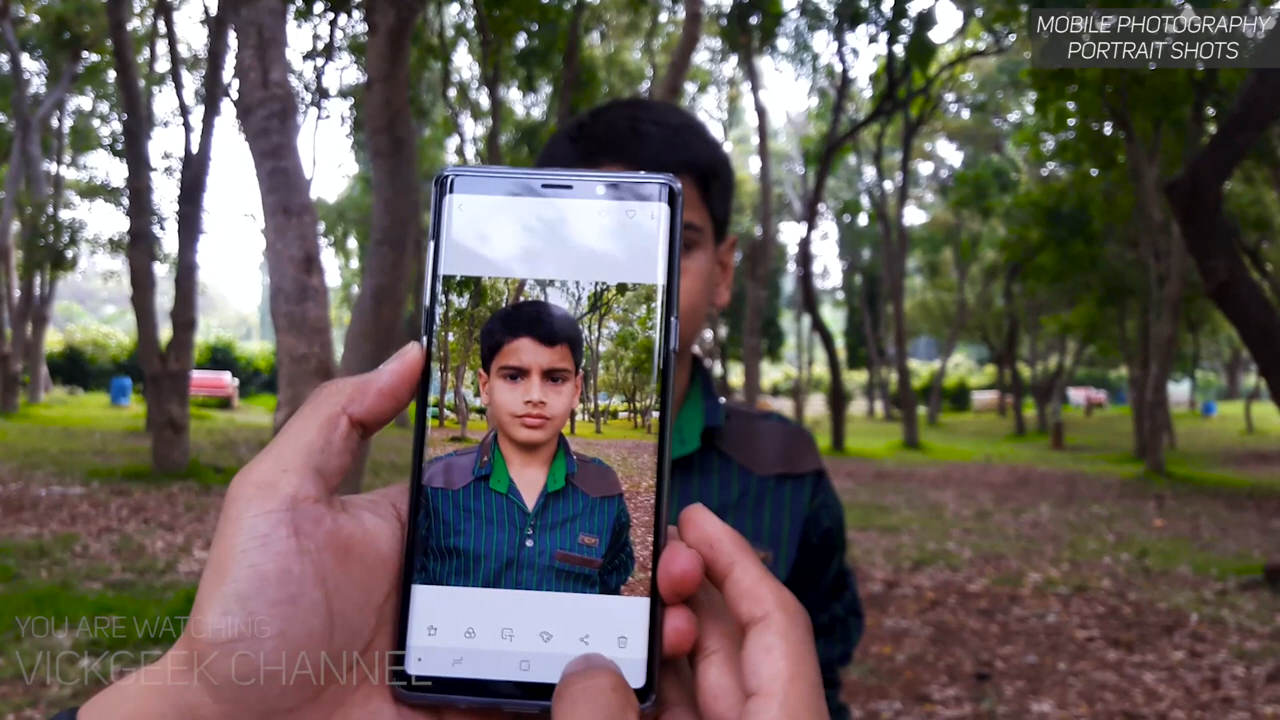 MOBILE PHOTOGRAPHY
PORTRAIT SHOTS
YOU ARE WATCHING
VICKGEEK CHANNEL